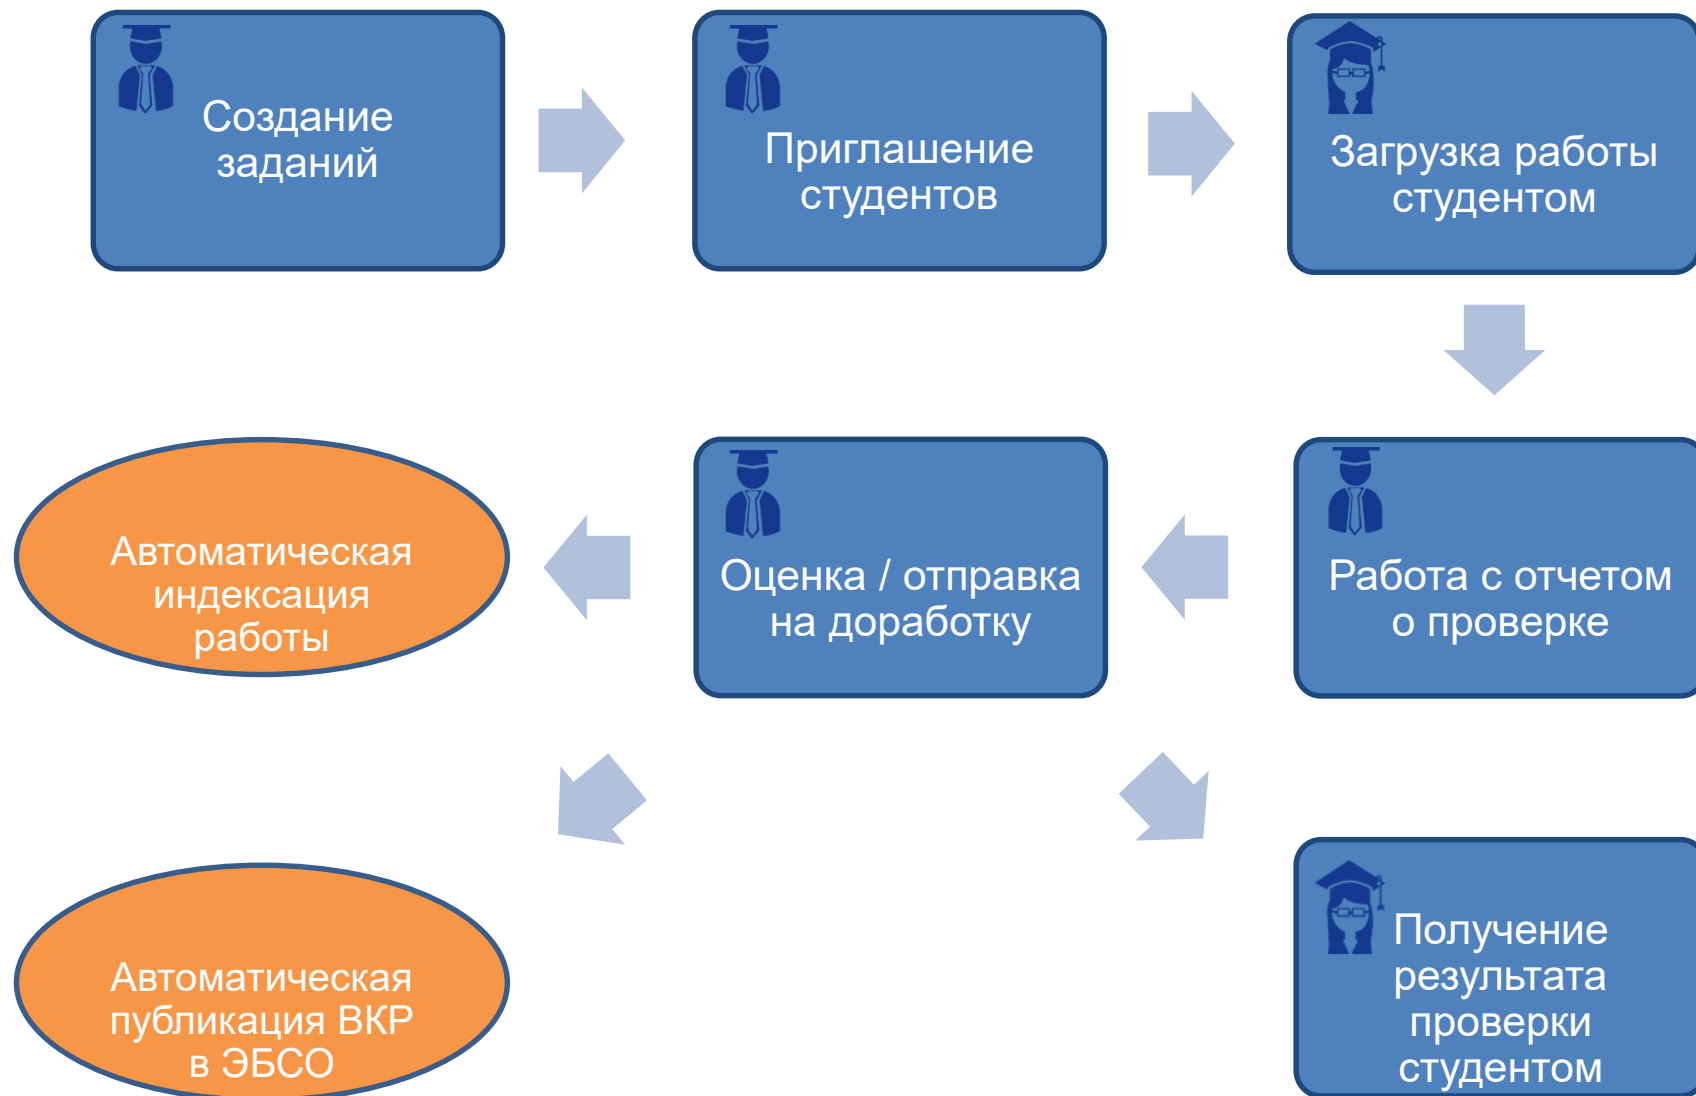 Создание
заданий
Приглашение
студентов
Загрузка работы
студентом
Автоматическая
индексация
работы
Оценка / отправка
на доработку
Работа с отчетом
о проверке
Автоматическая
публикация ВКР
в ЭБСО
Получение
результата
проверки
студентом